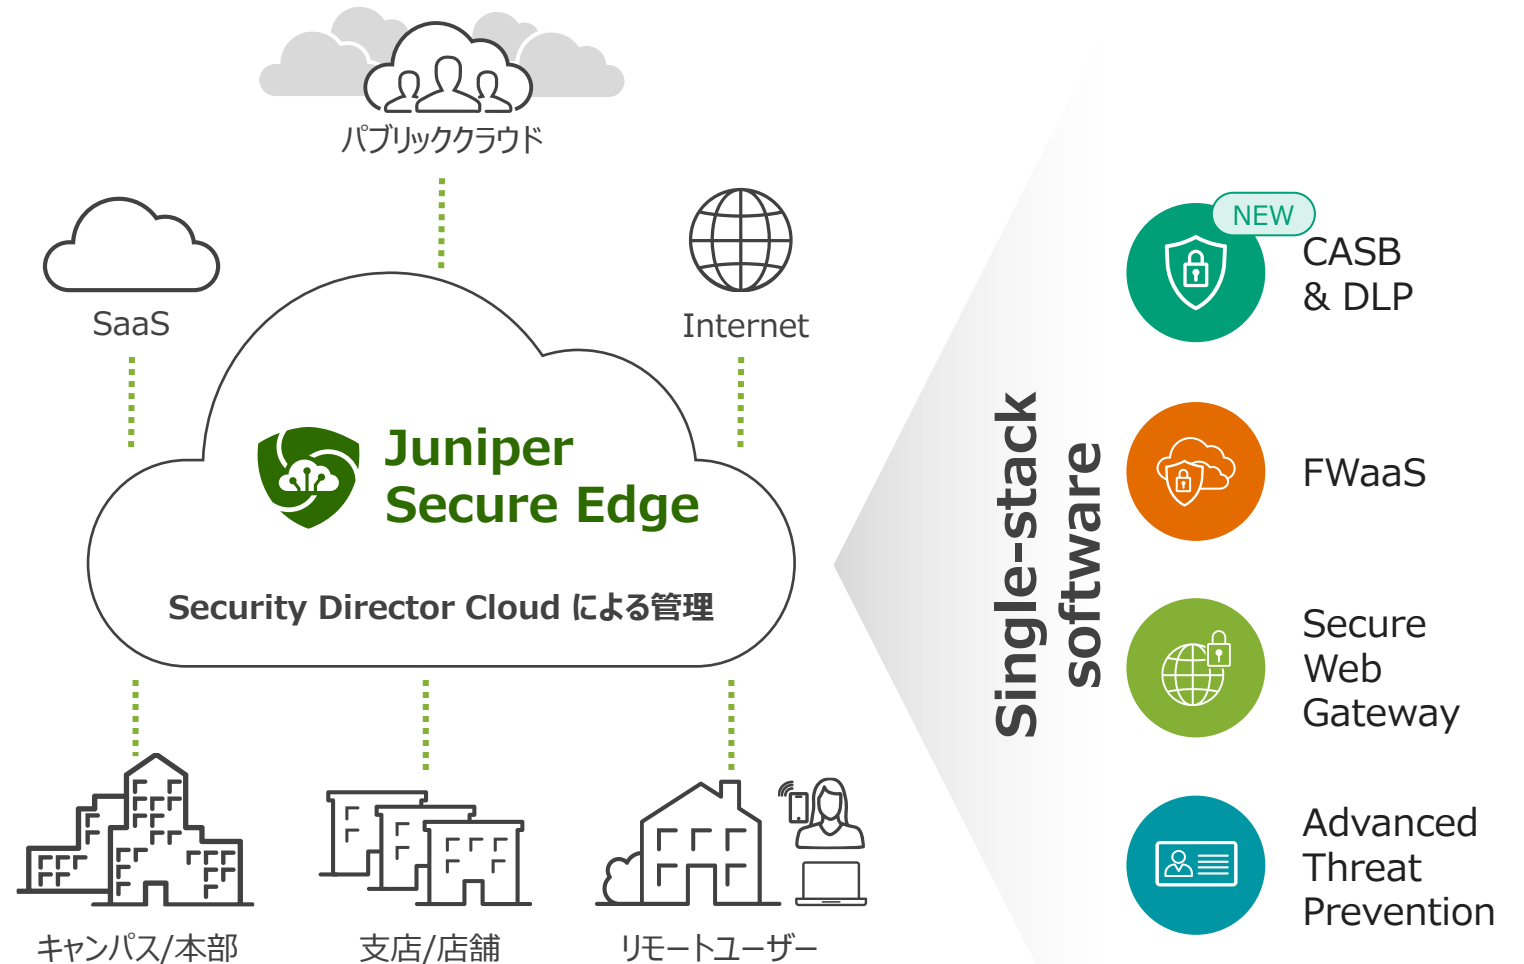 パブリッククラウド
SaaS
Internet
Juniper
Secure Edge
Security Director Cloud による管理
キャンパス/本部
支店/店舗
リモートユーザー
Single-stack
software
NEW
CASB
& DLP
FWaaS
Secure
Web
Gateway
Advanced
Threat
Prevention